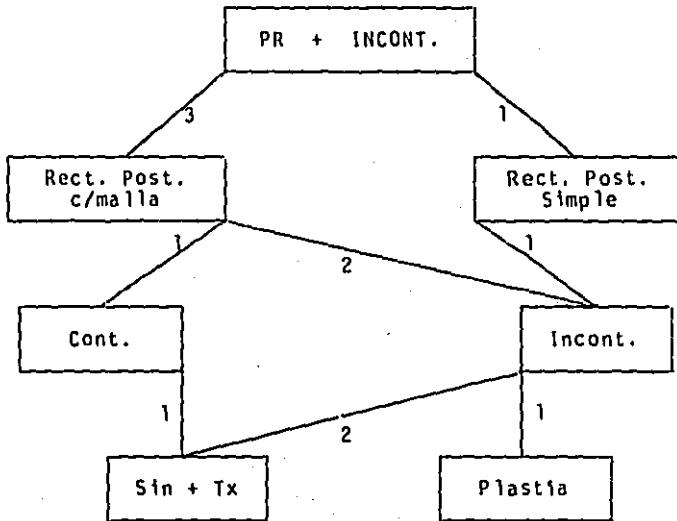 PR + INCONT.
3
1
Rect. Post.
c/malla
Rect. Post.
Simple
1
2
1
Cont.
Incont.
1
2
1
Sin + Tx
Plastia